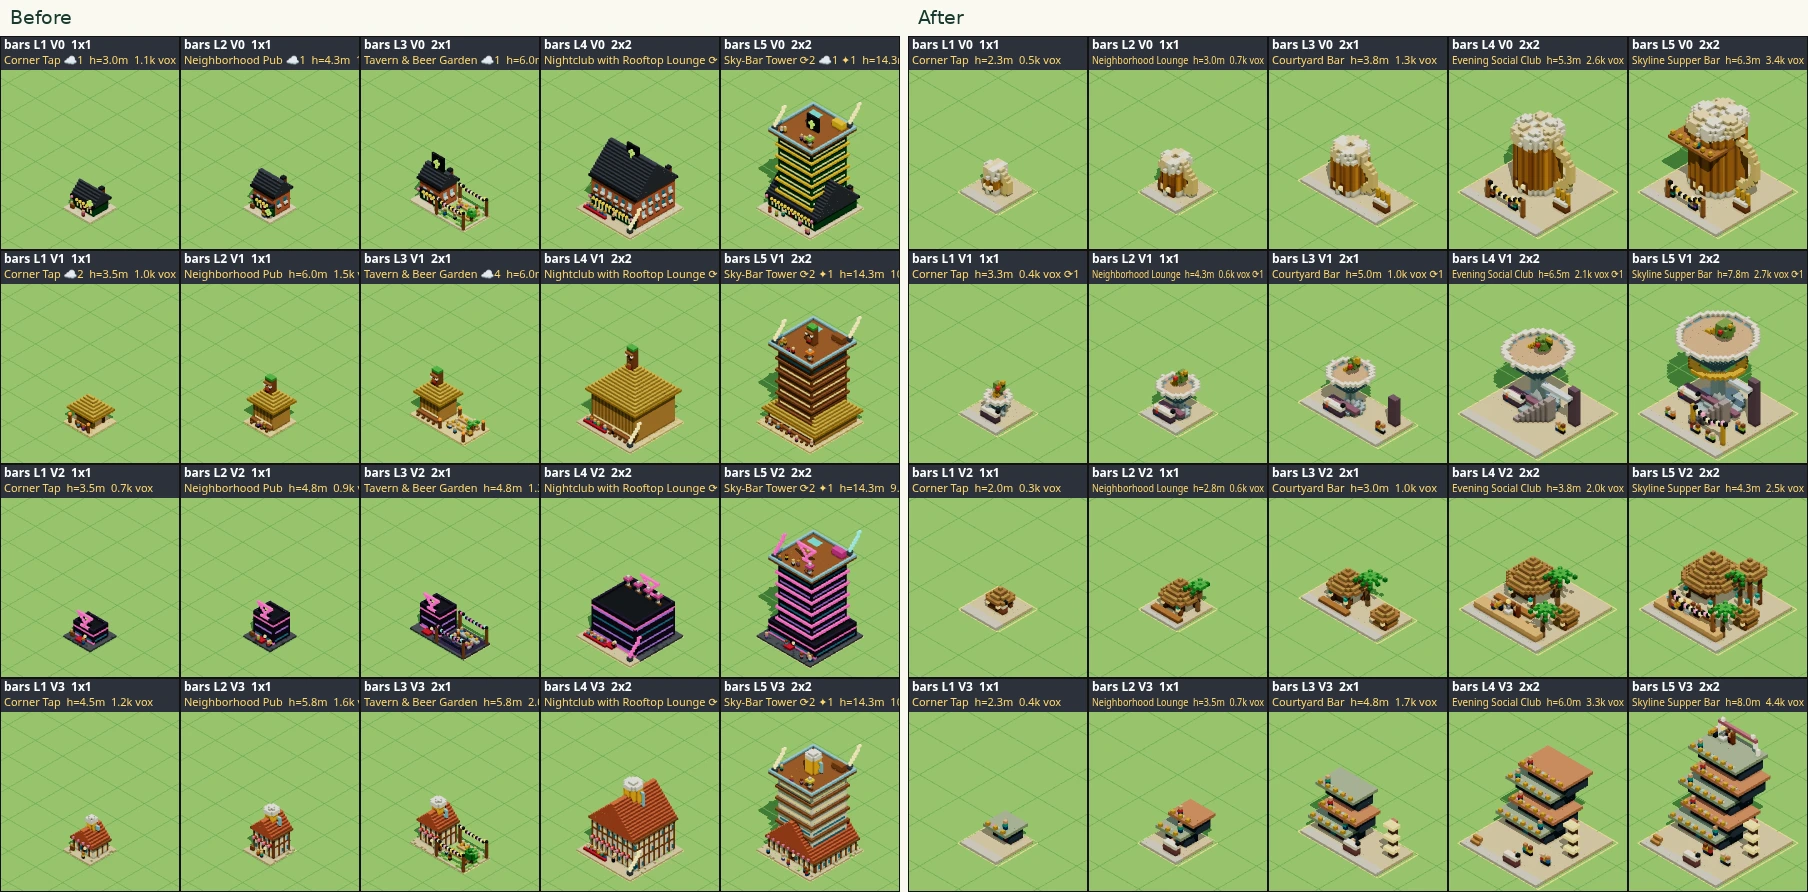 Before
After
bars L1 V0 1x1
Corner Tap ☁1 h=3.0m 1.1k vox
bars L2 V0 1x1
Neighborhood Pub ☁1 h=4.3m
bars L3 V0 2x1
Tavern & Beer Garden ☁1 h=6.0m
bars L4 V0 2x2
Nightclub with Rooftop Lounge ⟳
bars L5 V0 2x2
Sky-Bar Tower ⟳2 ☁1 ✦1 h=14.3
bars L1 V0 1x1
Corner Tap h=2.3m 0.5k vox
bars L2 V0 1x1
Neighborhood Lounge h=3.0m 0.7k vox
bars L3 V0 2x1
Courtyard Bar h=3.8m 1.3k vox
bars L4 V0 2x2
Evening Social Club h=5.3m 2.6k vox
bars L5 V0 2x2
Skyline Supper Bar h=6.3m 3.4k vox
bars L1 V1 1x1
Corner Tap ☁2 h=3.5m 1.0k vox
bars L2 V1 1x1
Neighborhood Pub h=6.0m 1.5k
bars L3 V1 2x1
Tavern & Beer Garden ☁4 h=6.0m
bars L4 V1 2x2
Nightclub with Rooftop Lounge ⟳
bars L5 V1 2x2
Sky-Bar Tower ⟳2 ✦1 h=14.3m 10
bars L1 V1 1x1
Corner Tap h=3.3m 0.4k vox ⟳1
bars L2 V1 1x1
Neighborhood Lounge h=4.3m 0.6k vox ⟳1
bars L3 V1 2x1
Courtyard Bar h=5.0m 1.0k vox ⟳1
bars L4 V1 2x2
Evening Social Club h=6.5m 2.1k vox ⟳1
bars L5 V1 2x2
Skyline Supper Bar h=7.8m 2.7k vox ⟳1
bars L1 V2 1x1
Corner Tap h=3.5m 0.7k vox
bars L2 V2 1x1
Neighborhood Pub h=4.8m 0.9k
bars L3 V2 2x1
Tavern & Beer Garden h=4.8m 1.
bars L4 V2 2x2
Nightclub with Rooftop Lounge ⟳
bars L5 V2 2x2
Sky-Bar Tower ⟳2 ✦1 h=14.3m 9.
bars L1 V2 1x1
Corner Tap h=2.0m 0.3k vox
bars L2 V2 1x1
Neighborhood Lounge h=2.8m 0.6k vox
bars L3 V2 2x1
Courtyard Bar h=3.0m 1.0k vox
bars L4 V2 2x2
Evening Social Club h=3.8m 2.0k vox
bars L5 V2 2x2
Skyline Supper Bar h=4.3m 2.5k vox
bars L1 V3 1x1
Corner Tap h=4.5m 1.2k vox
bars L2 V3 1x1
Neighborhood Pub h=5.8m 1.6k
bars L3 V3 2x1
Tavern & Beer Garden h=5.8m 2.
bars L4 V3 2x2
Nightclub with Rooftop Lounge ⟳
bars L5 V3 2x2
Sky-Bar Tower ⟳2 ✦1 h=14.3m 10
bars L1 V3 1x1
Corner Tap h=2.3m 0.4k vox
bars L2 V3 1x1
Neighborhood Lounge h=3.5m 0.7k vox
bars L3 V3 2x1
Courtyard Bar h=4.8m 1.7k vox
bars L4 V3 2x2
Evening Social Club h=6.0m 3.3k vox
bars L5 V3 2x2
Skyline Supper Bar h=8.0m 4.4k vox